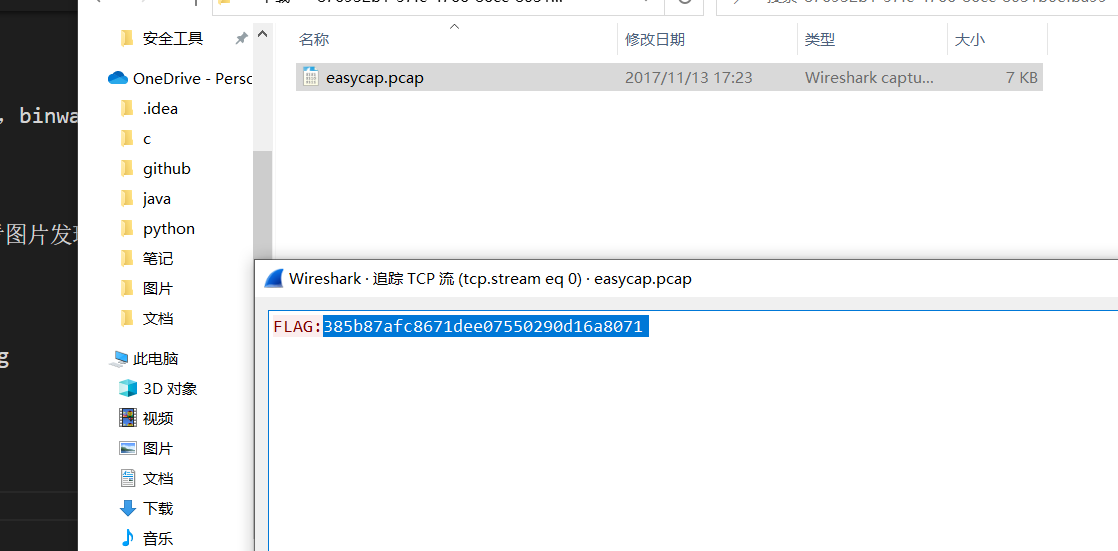 名称 修改日期 类型 大小
easycap.pcap 2017/11/13 17:23 Wireshark captu... 7 KB
安全工具
OneDrive - Persc
.idea
c
github
java
python
笔记
图片
文档
此电脑
3D 对象
视频
图片
文档
下载
音乐
, binwa
图片发现
g
Wireshark · 追踪 TCP 流 (tcp.stream eq 0) · easycap.pcap
FLAG:385b87afc8671dee07550290d16a8071